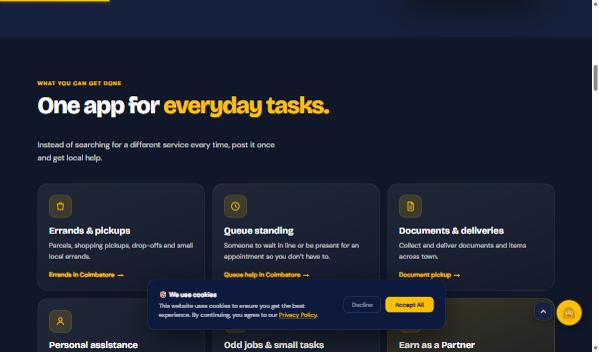 WHAT YOU CAN GET DONE
One app for everyday tasks.
Instead of searching for a different service every time, post it once
and get local help.
Errands & pickups
Parcels, shopping pickups, drop-offs and small
local errands.
Errands in Coimbatore →
Queue standing
Someone to wait in line or be present for an
appointment so you don't have to.
Queue help in Coimbatore →
Documents & deliveries
Collect and deliver documents and items
across town.
Document pickup →
We use cookies
This website uses cookies to ensure you get the best
experience. By continuing, you agree to our Privacy Policy.
Decline
Accept All
Personal assistance
Odd jobs & small tasks
Earn as a Partner